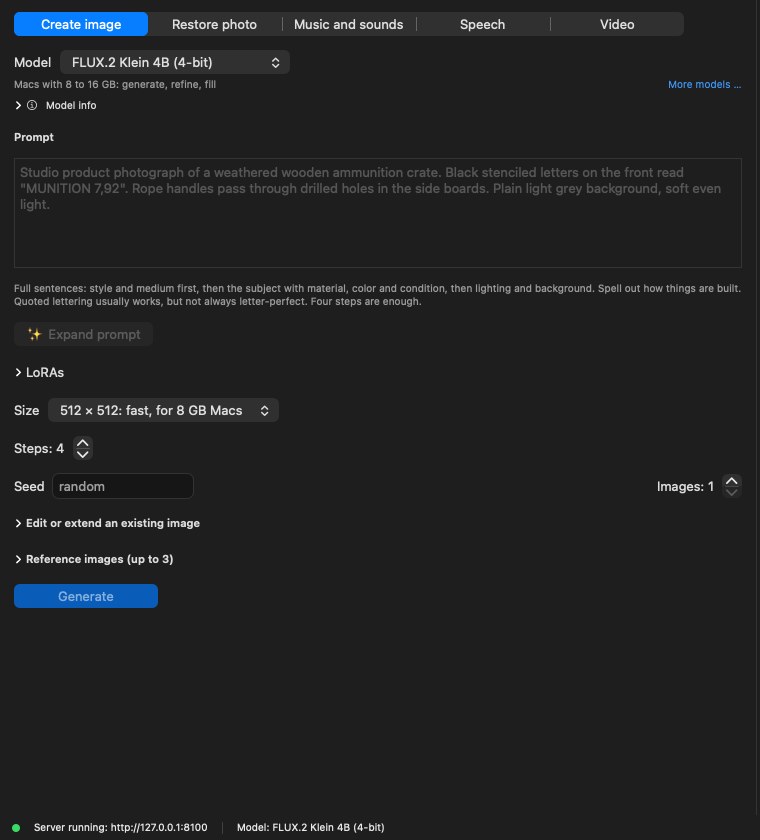 Create image
Restore photo
Music and sounds
Speech
Video
Model
FLUX.2 Klein 4B (4-bit)
Macs with 8 to 16 GB: generate, refine, fill
More models ...
Model info
Prompt
Studio product photograph of a weathered wooden ammunition crate. Black stenciled letters on the front read
"MUNITION 7,92". Rope handles pass through drilled holes in the side boards. Plain light grey background, soft even
light.
Full sentences: style and medium first, then the subject with material, color and condition, then lighting and background. Spell out how things are built.
Quoted lettering usually works, but not always letter-perfect. Four steps are enough.
✨ Expand prompt
LoRAs
Size
512 × 512: fast, for 8 GB Macs
Steps: 4
Seed
random
Images: 1
Edit or extend an existing image
Reference images (up to 3)
Generate
Server running: http://127.0.0.1:8100
Model: FLUX.2 Klein 4B (4-bit)